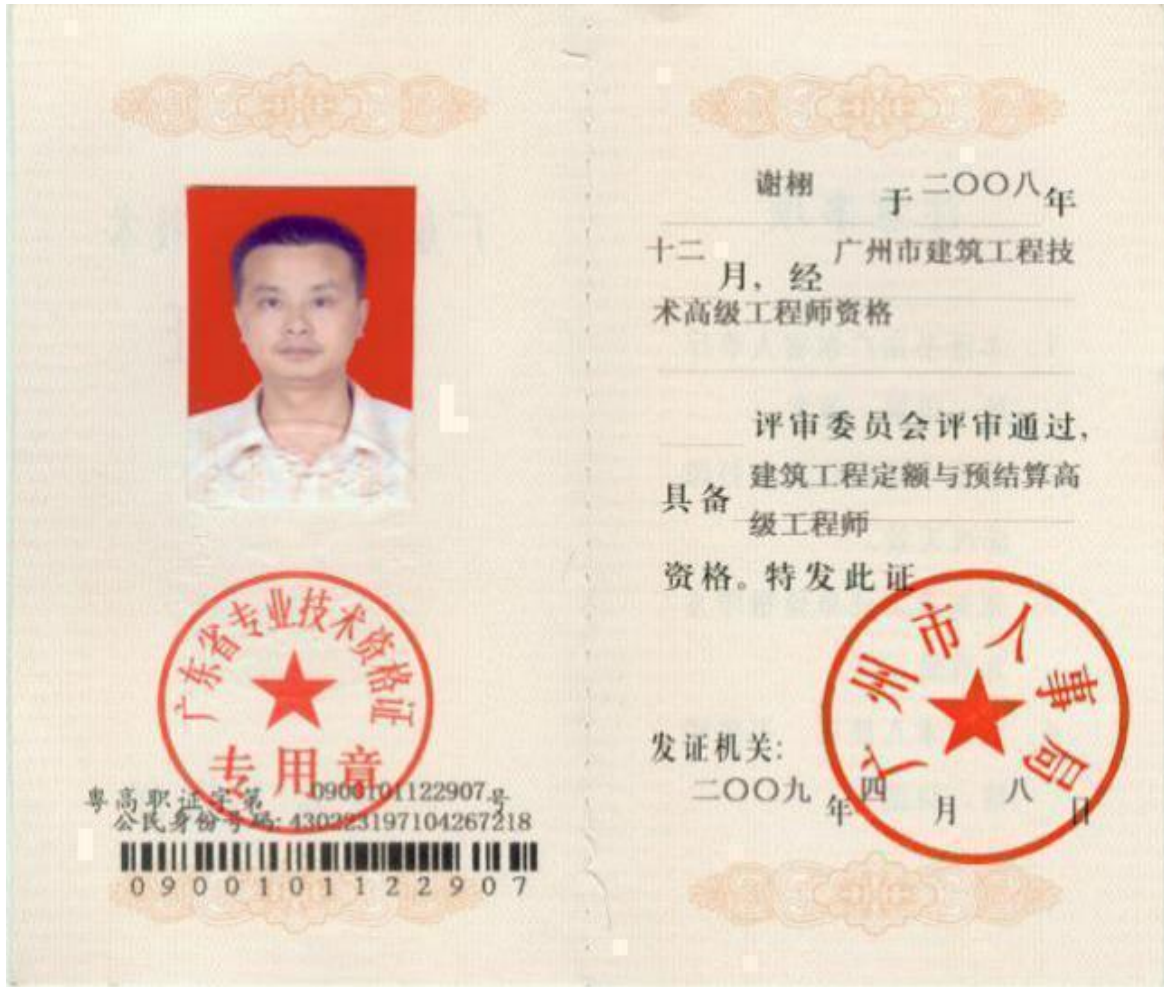 广东省专业技术资格证
专用章
粤高职证字第 0900101122907号
公民身份号码: 430223197104267218
0900101122907
谢栩 于 二〇〇八年
十二月，经 广州市建筑工程技
术高级工程师资格
评审委员会评审通过，
具备 建筑工程定额与预结算高
级工程师
资格。特发此证
广州市人事局
发证机关:
二〇〇九年四月八日